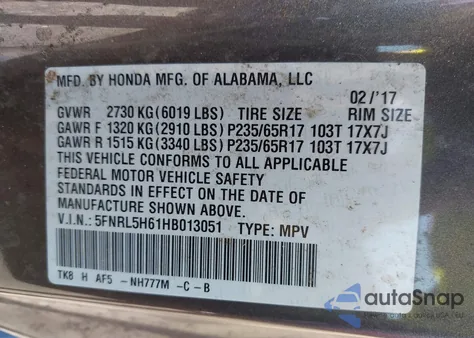 MFD. BY HONDA MFG. OF ALABAMA, LLC
02 /'17
GVWR 2730 KG(6019 LBS) TIRE SIZE RIM SIZE
GAWR F 1320 KG(2910 LBS) P235/65R17 103T 17X7J
GAWR R 1515 KG(3340 LBS) P235/65R17 103T 17X7J
THIS VEHICLE CONFORMS TO ALL APPLICABLE
FEDERAL MOTOR VEHICLE SAFETY
STANDARDS IN EFFECT ON THE DATE OF
MANUFACTURE SHOWN ABOVE.
V.I.N.: 5FNRL5H61HB013051 TYPE: MPV
TK8 H AF5 -NH777M -C - B
autoSnap